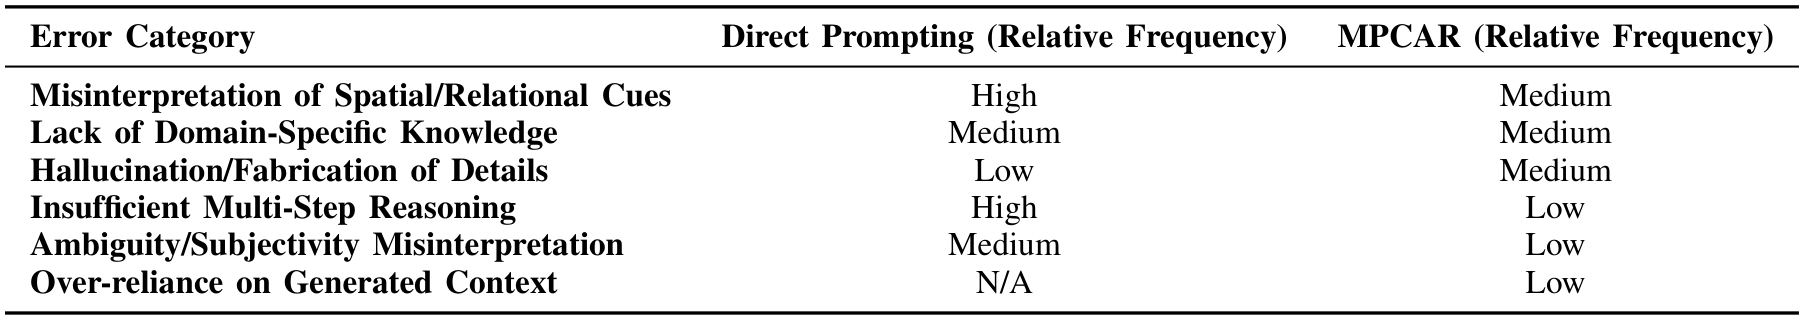 Error Category Direct Prompting (Relative Frequency) MPCAR (Relative Frequency)
Misinterpretation of Spatial/Relational Cues High Medium
Lack of Domain-Specific Knowledge Medium Medium
Hallucination/Fabrication of Details Low Medium
Insufficient Multi-Step Reasoning High Low
Ambiguity/Subjectivity Misinterpretation Medium Low
Over-reliance on Generated Context N/A Low